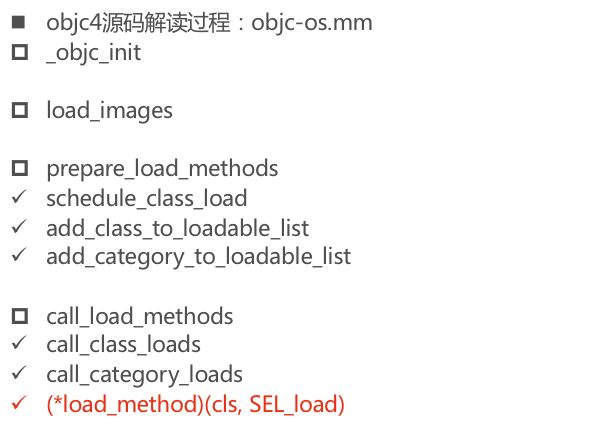 objc4源码解读过程：objc-os.mm
_objc_init
load_images
prepare_load_methods
schedule_class_load
add_class_to_loadable_list
add_category_to_loadable_list
call_load_methods
call_class_loads
call_category_loads
(*load_method)(cls, SEL_load)